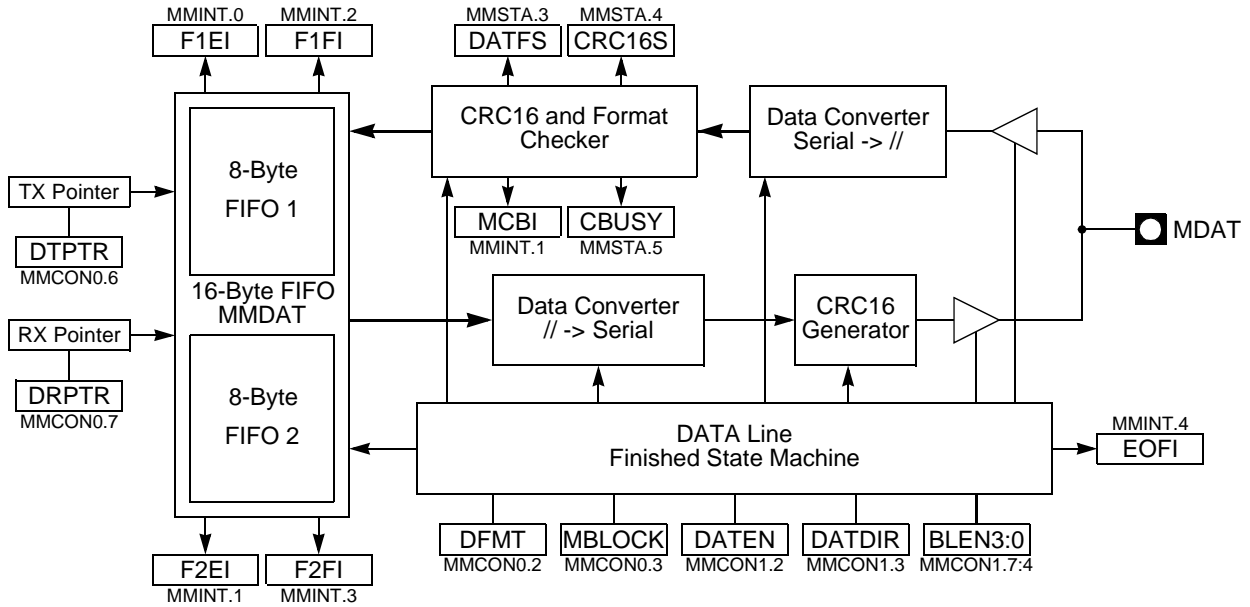 MMINT.0
MMINT.2
MMSTA.3
MMSTA.4
F1EI
F1FI
DATFS
CRC16S
8-Byte
FIFO 1
CRC16 and Format
Checker
Data Converter
Serial -> //
TX Pointer
DTPTR
MMCON0.6
MCBI
MMINT.1
CBUSY
MMSTA.5
MDAT
16-Byte FIFO
MMDAT
Data Converter
// -> Serial
CRC16
Generator
RX Pointer
DRPTR
MMCON0.7
8-Byte
FIFO 2
DATA Line
Finished State Machine
MMINT.4
EOFI
DFMT
MBLOCK
DATEN
DATDIR
BLEN3:0
MMCON0.2
MMCON0.3
MMCON1.2
MMCON1.3
MMCON1.7:4
F2EI
F2FI
MMINT.1
MMINT.3